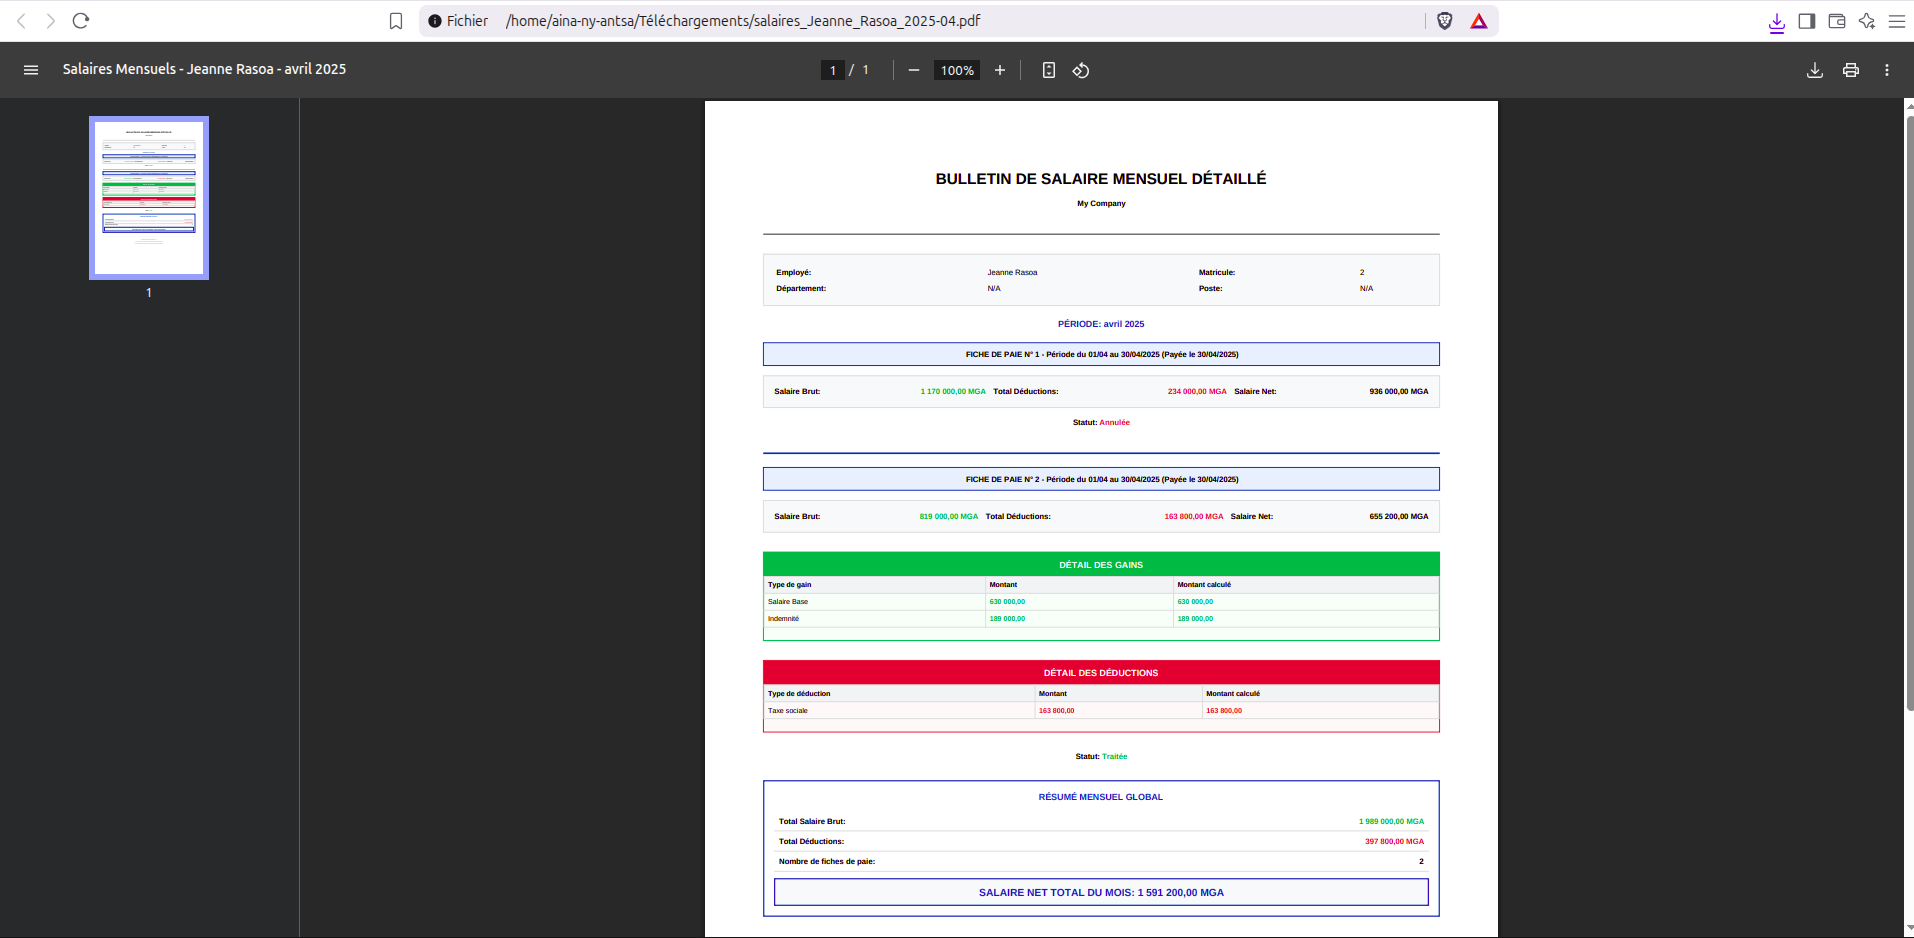 Fichier /home/aina-ny-antsa/Téléchargements/salaires_Jeanne_Rasoa_2025-04.pdf
Salaires Mensuels - Jeanne Rasoa - avril 2025
1 / 1
100%
1
BULLETIN DE SALAIRE MENSUEL DÉTAILLÉ
My Company
Employé: Jeanne Rasoa Matricule: 2
Département: N/A Poste: N/A
PÉRIODE: avril 2025
FICHE DE PAIE N° 1 - Période du 01/04 au 30/04/2025 (Payée le 30/04/2025)
Salaire Brut: 1 170 000,00 MGA Total Déductions: 234 000,00 MGA Salaire Net: 936 000,00 MGA
Statut: Annulée
FICHE DE PAIE N° 2 - Période du 01/04 au 30/04/2025 (Payée le 30/04/2025)
Salaire Brut: 819 000,00 MGA Total Déductions: 163 800,00 MGA Salaire Net: 655 200,00 MGA
DÉTAIL DES GAINS
Type de gain Montant Montant calculé
Salaire Base 630 000,00 630 000,00
Indemnité 189 000,00 189 000,00
DÉTAIL DES DÉDUCTIONS
Type de déduction Montant Montant calculé
Taxe sociale 163 800,00 163 800,00
Statut: Traitée
RÉSUMÉ MENSUEL GLOBAL
Total Salaire Brut: 1 989 000,00 MGA
Total Déductions: 397 800,00 MGA
Nombre de fiches de paie: 2
SALAIRE NET TOTAL DU MOIS: 1 591 200,00 MGA